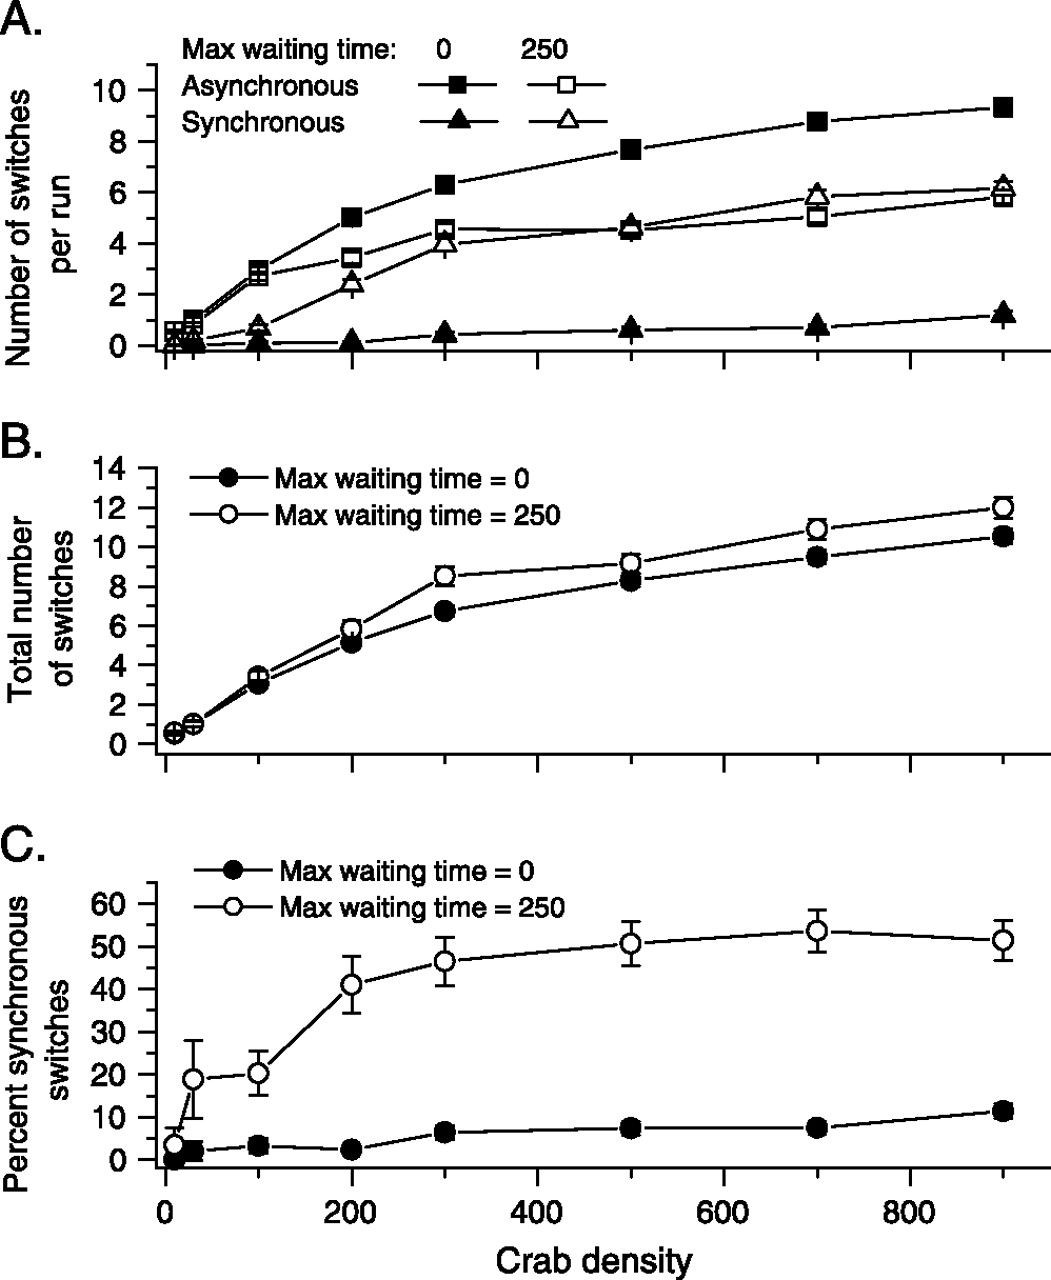 A.
Max waiting time: 0 250
Asynchronous
Synchronous
Number of switches
per run
10
8
6
4
2
0
B.
Max waiting time = 0
Max waiting time = 250
Total number
of switches
14
12
10
8
6
4
2
0
C.
Max waiting time = 0
Max waiting time = 250
Percent synchronous
switches
60
50
40
30
20
10
0
0 200 400 600 800
Crab density